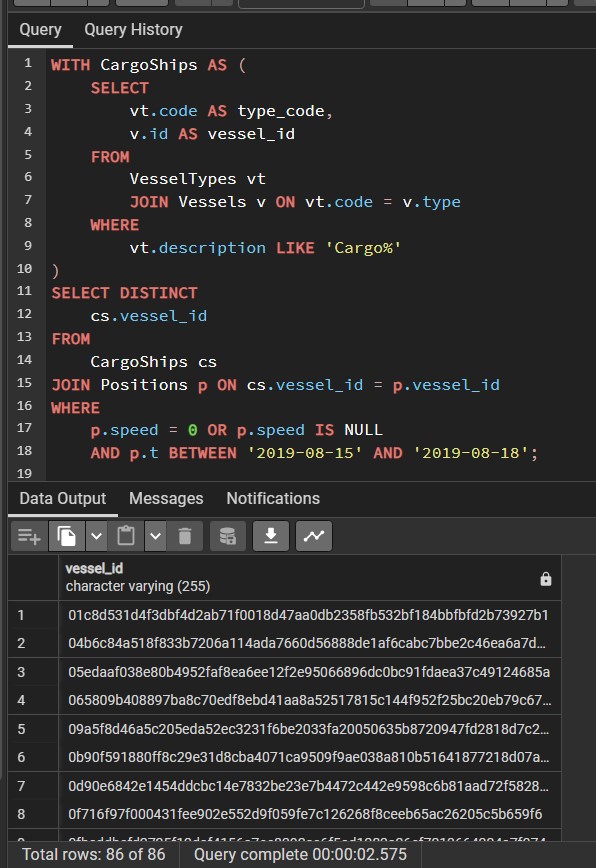 Query Query History
1 WITH CargoShips AS (
2 SELECT
3 vt.code AS type_code,
4 v.id AS vessel_id
5 FROM
6 VesselTypes vt
7 JOIN Vessels v ON vt.code = v.type
8 WHERE
9 vt.description LIKE 'Cargo%'
10 )
11 SELECT DISTINCT
12 cs.vessel_id
13 FROM
14 CargoShips cs
15 JOIN Positions p ON cs.vessel_id = p.vessel_id
16 WHERE
17 p.speed = 0 OR p.speed IS NULL
18 AND p.t BETWEEN '2019-08-15' AND '2019-08-18';
19
Data Output Messages Notifications
vessel_id
character varying (255)
1 01c8d531d4f3dbf4d2ab71f0018d47aa0db2358fb532bf184bbfbfd2b73927b1
2 04b6c84a518f833b7206a114ada7660d56888de1af6cabc7bbe2c46ea6a7d...
3 05edaaf038e80b4952faf8ea6ee12f2e95066896dc0bc91fdaea37c49124685a
4 065809b408897ba8c70edf8ebd41aa8a52517815c144f952f25bc20eb79c67...
5 09a5f8d46a5c205eda52ec3231f6be2033fa20050635b8720947fd2818d7c2...
6 0b90f591880ff8c29e31d8cba4071ca9509f9ae038a810b51641877218d07a...
7 0d90e6842e1454ddcbc14e7832be23e7b4472c442e9598c6b81aad72f5828...
8 0f716f97f000431fee902e552d9f059fe7c126268f8ceeb65ac26205c5b659f6
Total rows: 86 of 86 Query complete 00:00:02.575